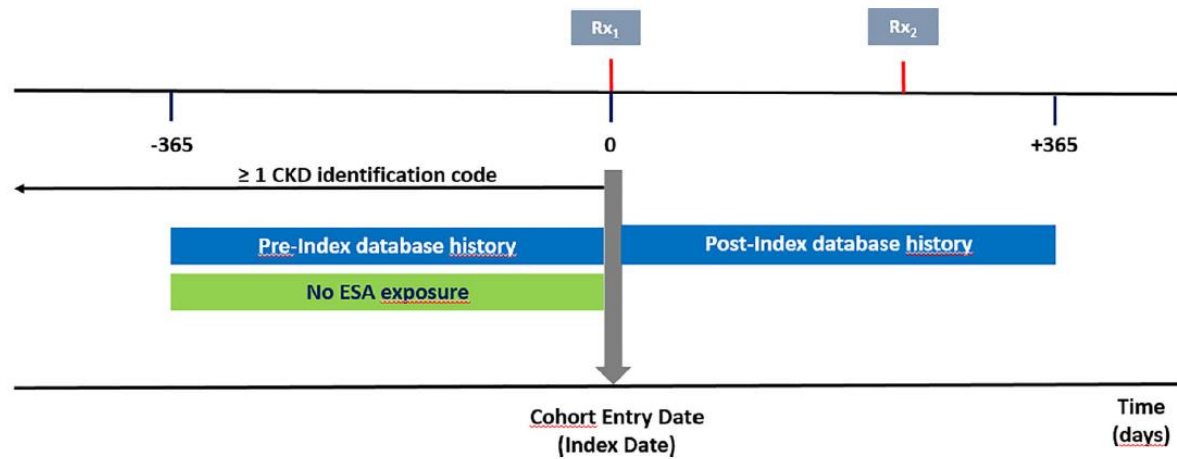 Rx₁
Rx₂
-365
0
+365
≥ 1 CKD identification code
Pre-Index database history
Post-Index database history
No ESA exposure
Cohort Entry Date
(Index Date)
Time
(days)